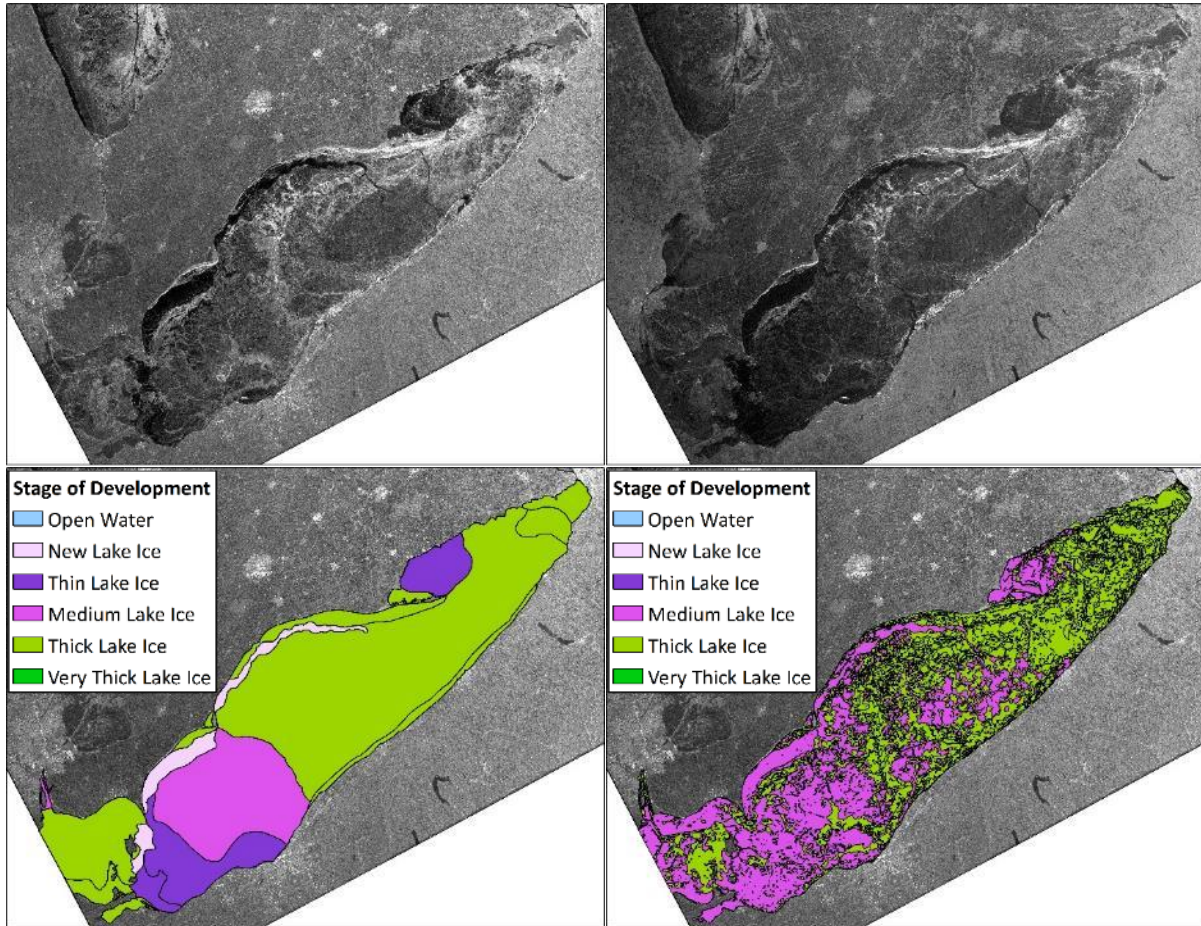 Stage of Development
Open Water
New Lake Ice
Thin Lake Ice
Medium Lake Ice
Thick Lake Ice
Very Thick Lake Ice
Stage of Development
Open Water
New Lake Ice
Thin Lake Ice
Medium Lake Ice
Thick Lake Ice
Very Thick Lake Ice